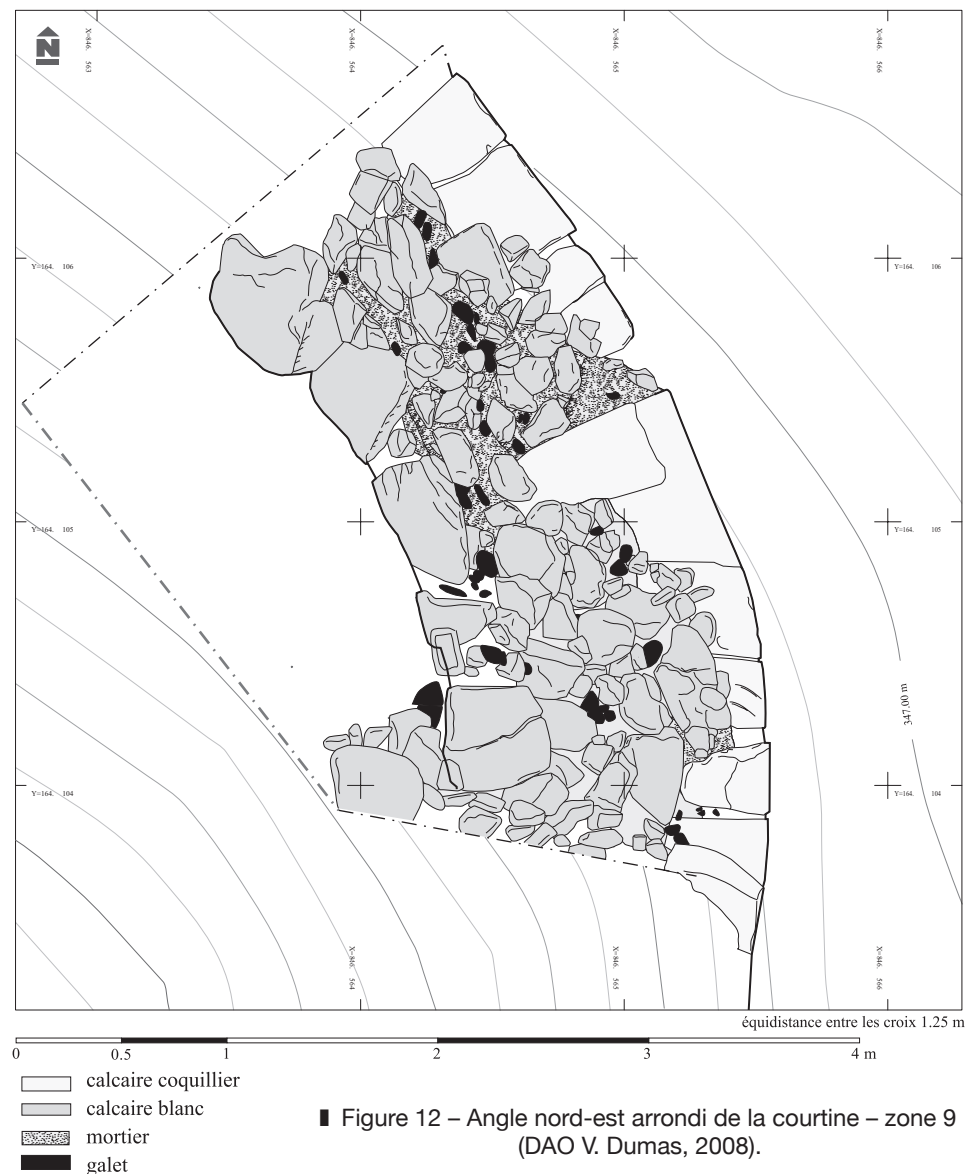 N
X=846. 563
X=846. 564
X=846. 565
X=846. 566
Y=164. 106
Y=164. 106
Y=164. 105
Y=164. 105
347.00 m
Y=164. 104
Y=164. 104
X=846. 564
X=846. 565
X=846. 566
équidistance entre les croix 1.25 m
0 0.5 1 2 3 4 m
calcaire coquillier
calcaire blanc
mortier
galet
Figure 12 – Angle nord-est arrondi de la courtine – zone 9
(DAO V. Dumas, 2008).